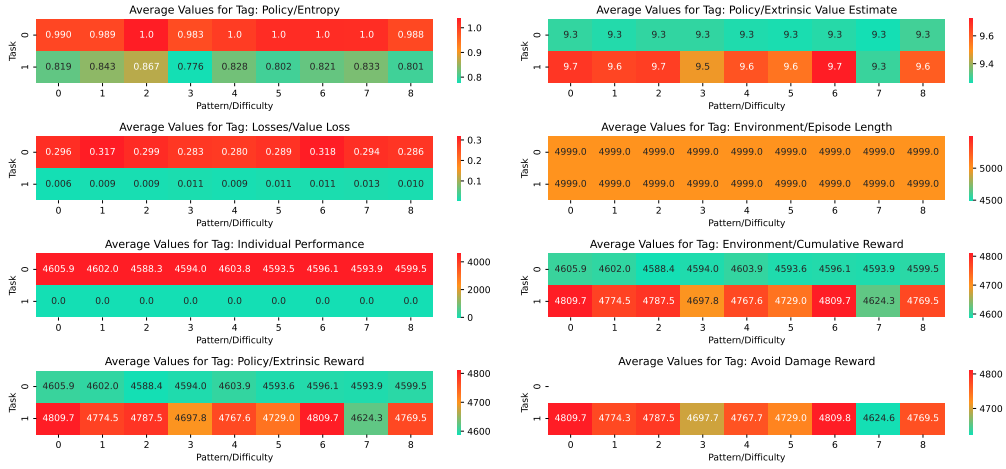 Average Values for Tag: Policy/Entropy
Task
0
0.990 0.989 1.0 0.983 1.0 1.0 1.0 1.0 0.988
1
0.819 0.843 0.867 0.776 0.828 0.802 0.821 0.833 0.801
0 1 2 3 4 5 6 7 8
Pattern/Difficulty
1.0
0.9
0.8
Average Values for Tag: Policy/Extrinsic Value Estimate
Task
0
9.3 9.3 9.3 9.3 9.3 9.3 9.3 9.3 9.3
1
9.7 9.6 9.7 9.5 9.6 9.6 9.7 9.3 9.6
0 1 2 3 4 5 6 7 8
Pattern/Difficulty
9.6
9.4
Average Values for Tag: Losses/Value Loss
Task
0
0.296 0.317 0.299 0.283 0.280 0.289 0.318 0.294 0.286
1
0.006 0.009 0.009 0.011 0.009 0.011 0.011 0.013 0.010
0 1 2 3 4 5 6 7 8
Pattern/Difficulty
0.3
0.2
0.1
Average Values for Tag: Environment/Episode Length
Task
0
4999.0 4999.0 4999.0 4999.0 4999.0 4999.0 4999.0 4999.0 4999.0
1
4999.0 4999.0 4999.0 4999.0 4999.0 4999.0 4999.0 4999.0 4999.0
0 1 2 3 4 5 6 7 8
Pattern/Difficulty
5000
4500
Average Values for Tag: Individual Performance
Task
0
4605.9 4602.0 4588.3 4594.0 4603.8 4593.5 4596.1 4593.9 4599.5
1
0.0 0.0 0.0 0.0 0.0 0.0 0.0 0.0 0.0
0 1 2 3 4 5 6 7 8
Pattern/Difficulty
4000
2000
0
Average Values for Tag: Environment/Cumulative Reward
Task
0
4605.9 4602.0 4588.4 4594.0 4603.9 4593.6 4596.1 4593.9 4599.5
1
4809.7 4774.5 4787.5 4697.8 4767.6 4729.0 4809.7 4624.3 4769.5
0 1 2 3 4 5 6 7 8
Pattern/Difficulty
4800
4700
4600
Average Values for Tag: Policy/Extrinsic Reward
Task
0
4605.9 4602.0 4588.4 4594.0 4603.9 4593.6 4596.1 4593.9 4599.5
1
4809.7 4774.5 4787.5 4697.8 4767.6 4729.0 4809.7 4624.3 4769.5
0 1 2 3 4 5 6 7 8
Pattern/Difficulty
4800
4700
4600
Average Values for Tag: Avoid Damage Reward
Task
0
1
4809.7 4774.3 4787.5 4697.7 4767.7 4729.0 4809.8 4624.6 4769.5
0 1 2 3 4 5 6 7 8
Pattern/Difficulty
4800
4700